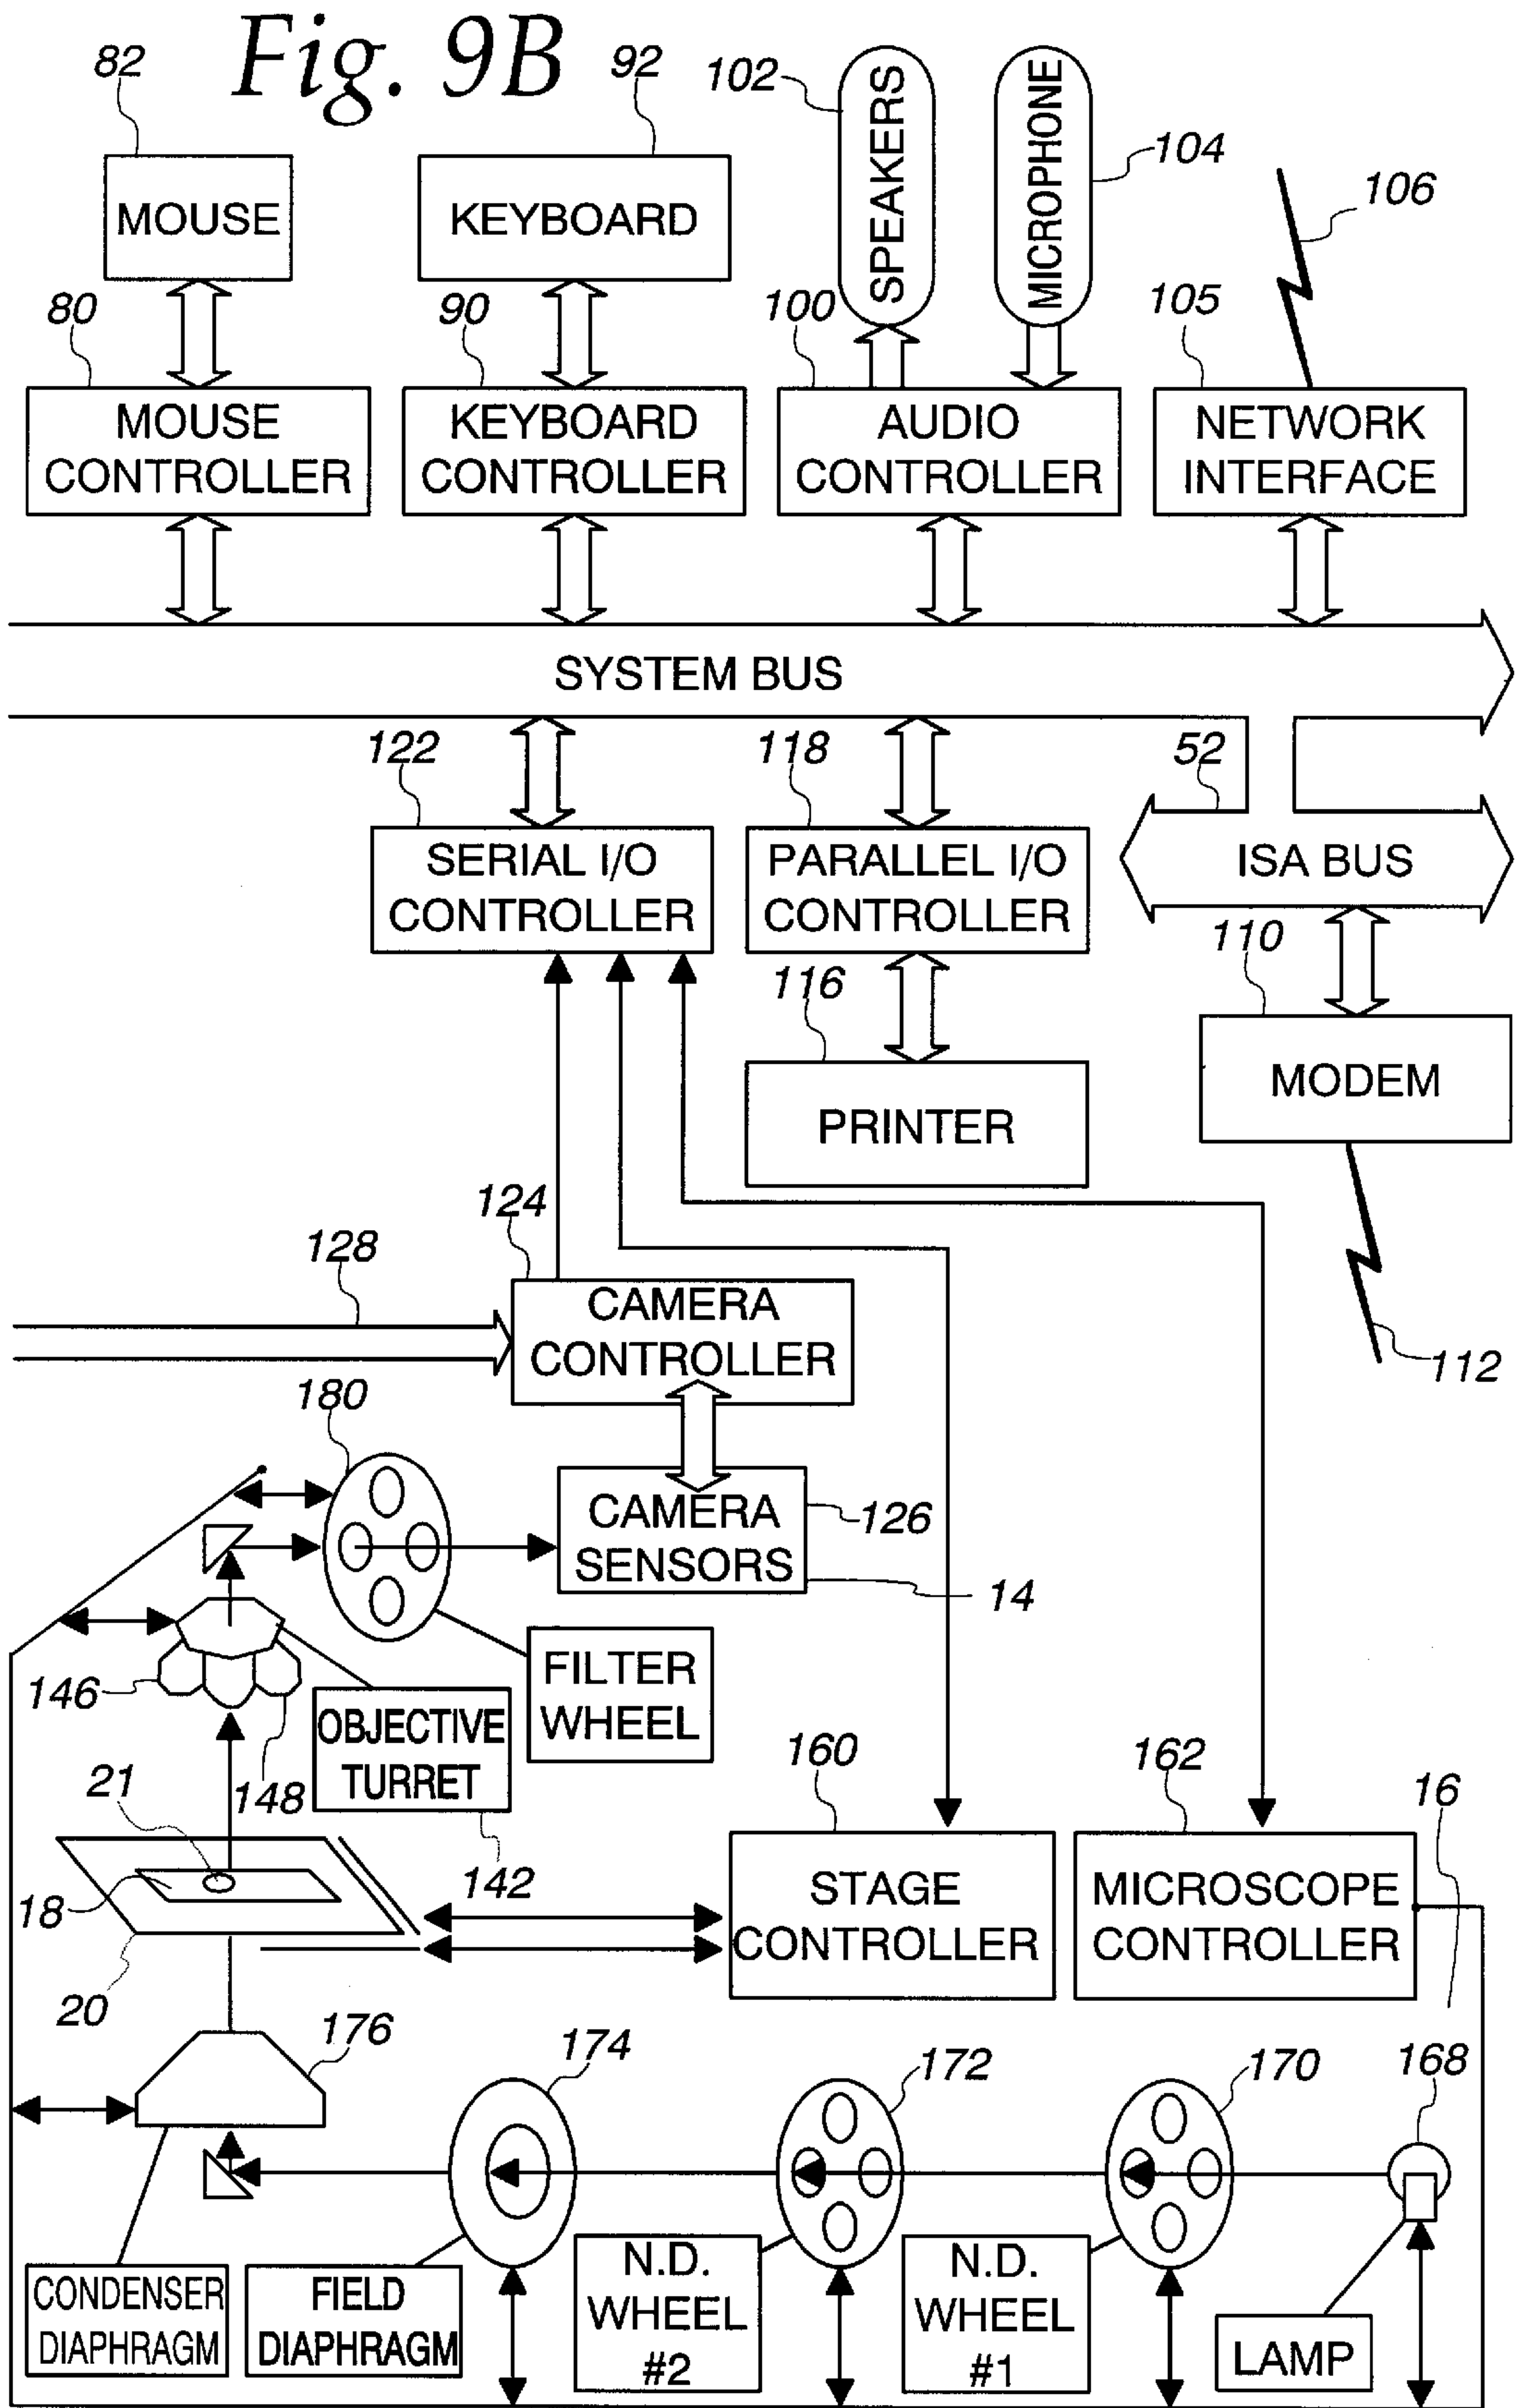 Fig. 9B
82
92
102
SPEAKERS
MICROPHONE
104
106
MOUSE
KEYBOARD
80
90
100
105
MOUSE
CONTROLLER
KEYBOARD
CONTROLLER
AUDIO
CONTROLLER
NETWORK
INTERFACE
SYSTEM BUS
122
118
52
SERIAL I/O
CONTROLLER
PARALLEL I/O
CONTROLLER
ISA BUS
110
116
MODEM
PRINTER
124
128
CAMERA
CONTROLLER
112
180
CAMERA
SENSORS
126
14
FILTER
WHEEL
146
OBJECTIVE
TURRET
148
21
160
162
16
142
18
STAGE
CONTROLLER
MICROSCOPE
CONTROLLER
20
176
174
172
170
168
CONDENSER
DIAPHRAGM
FIELD
DIAPHRAGM
N.D.
WHEEL
#2
N.D.
WHEEL
#1
LAMP